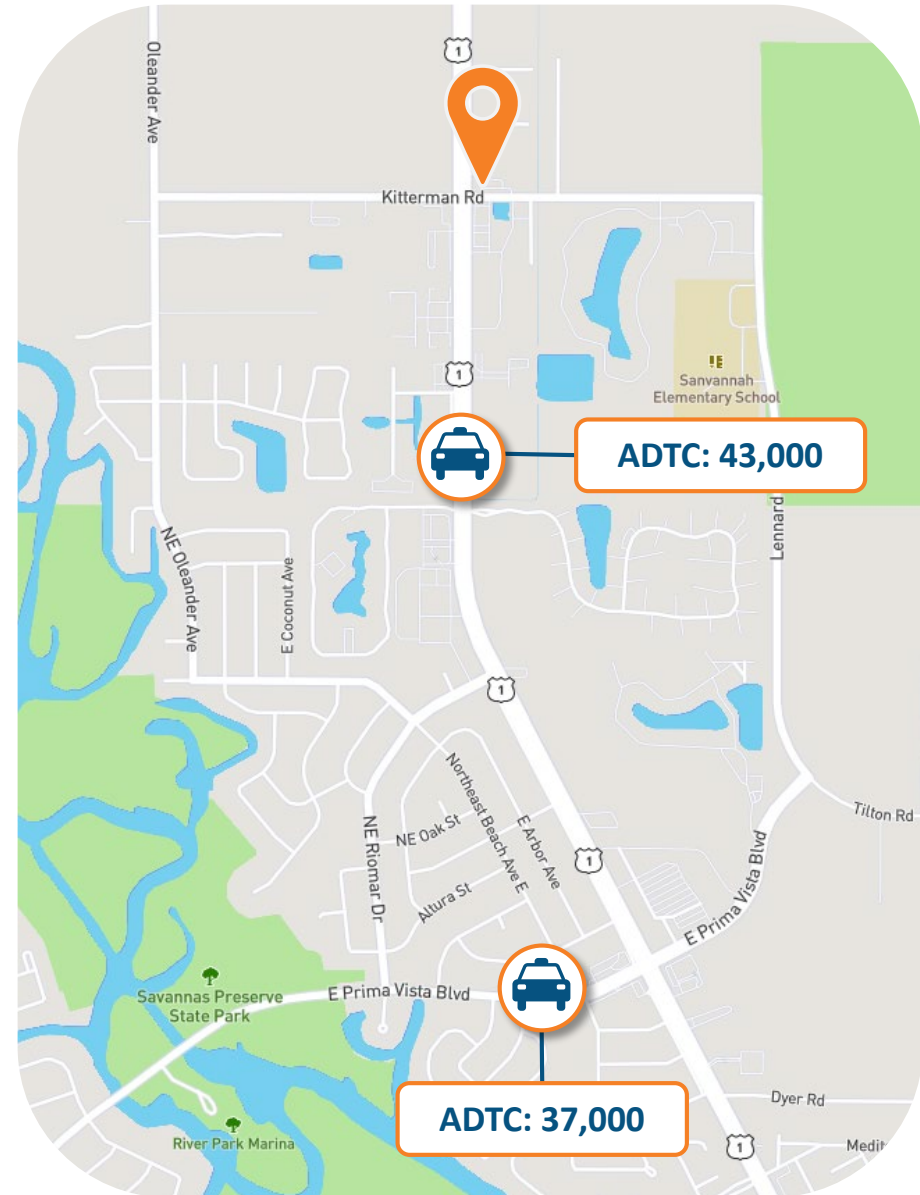 1
Oleander Ave
Kitterman Rd
1
Sanvannah
Elementary School
ADTC: 43,000
Lennard
NE Oleander Ave
E Coconut Ave
1
Northeast Beach Ave E
E Arbor Ave
NE Oak St
NE Riomar Dr
Altura St
Tilton Rd
1
E Prima Vista Blvd
Savannas Preserve
State Park
E Prima Vista Blvd
ADTC: 37,000
Dyer Rd
River Park Marina
1
Medit